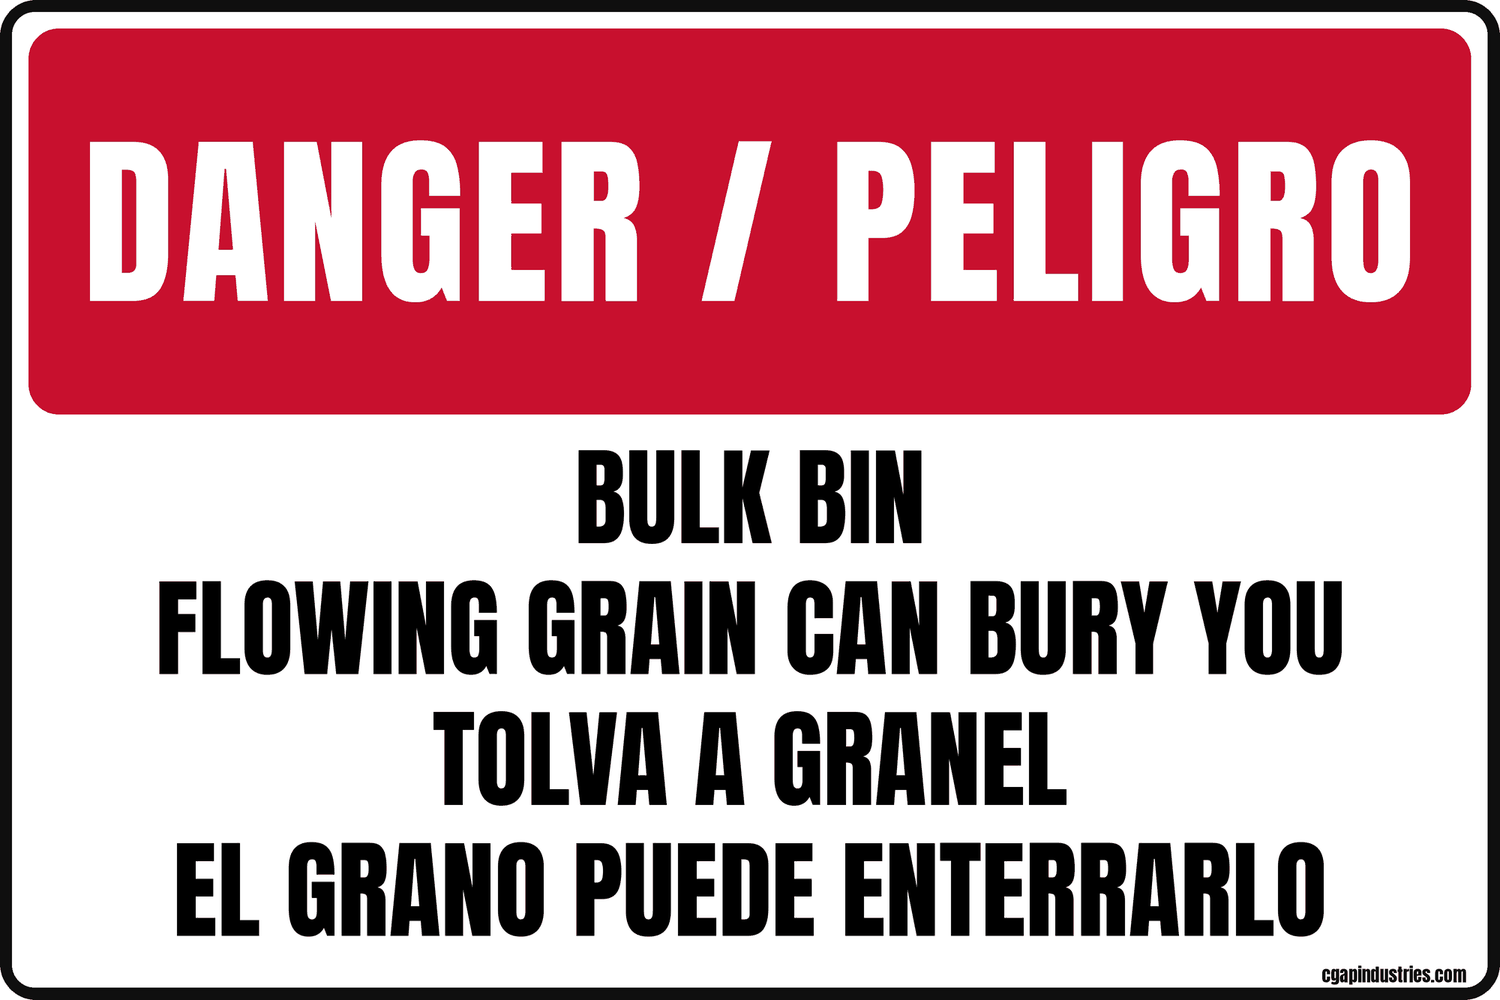 DANGER / PELIGRO
BULK BIN
FLOWING GRAIN CAN BURY YOU
TOLVA A GRANEL
EL GRANO PUEDE ENTERRARLO
cgapindustries.com